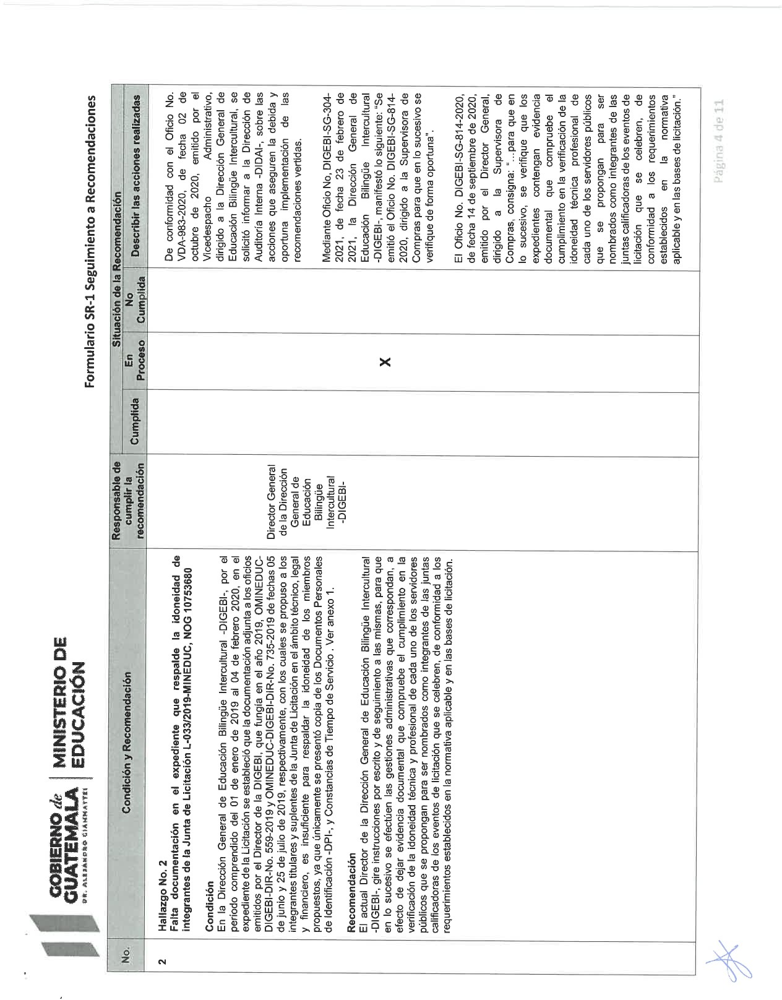 GOBIERNO de
GUATEMALA
DR. ALEJANDRO GIAMMATTEI
MINISTERIO DE
EDUCACIÓN
Formulario SR-1 Seguimiento a Recomendaciones
No.
Condición y Recomendación
Responsable de
cumplir la
recomendación
Situación de la Recomendación
Cumplida
En
Proceso
No
Cumplida
Describir las acciones realizadas
2
Hallazgo No. 2
Falta documentación en el expediente que respalde la idoneidad de
integrantes de la Junta de Licitación L-033/2019-MINEDUC, NOG 10753680
Condición
En la Dirección General de Educación Bilingüe Intercultural -DIGEBI-, por el
período comprendido del 01 de enero de 2019 al 04 de febrero 2020, en el
expediente de la Licitación se estableció que la documentación adjunta a los oficios
emitidos por el Director de la DIGEBI, que fungía en el año 2019, OMINEDUC-
DIGEBI-DIR-No. 559-2019 y OMINEDUC-DIGEBI-DIR-No. 735-2019 de fechas 05
de junio y 25 de julio de 2019, respectivamente, con los cuales se propuso a los
integrantes titulares y suplentes de la Junta de Licitación en el ámbito técnico, legal
y financiero, es insuficiente para respaldar la idoneidad de los miembros
propuestos, ya que únicamente se presentó copia de los Documentos Personales
de Identificación -DPI-, y Constancias de Tiempo de Servicio . Ver anexo 1.
Recomendación
El actual Director de la Dirección General de Educación Bilingüe Intercultural
-DIGEBI-, gire instrucciones por escrito y de seguimiento a las mismas, para que
en lo sucesivo se efectúen las gestiones administrativas que correspondan, a
efecto de dejar evidencia documental que compruebe el cumplimiento en la
verificación de la idoneidad técnica y profesional de cada uno de los servidores
públicos que se propongan para ser nombrados como integrantes de las juntas
calificadoras de los eventos de licitación que se celebren, de conformidad a los
requerimientos establecidos en la normativa aplicable y en las bases de licitación.
Director General
de la Dirección
General de
Educación
Bilingüe
Intercultural
-DIGEBI-
X
De conformidad con el Oficio No.
VDA-983-2020, de fecha 02 de
octubre de 2020, emitido por el
Vicedespacho Administrativo,
dirigido a la Dirección General de
Educación Bilingüe Intercultural, se
solicitó informar a la Dirección de
Auditoría Interna -DIDAI-, sobre las
acciones que aseguren la debida y
oportuna implementación de las
recomendaciones vertidas.
Mediante Oficio No, DIGEBI-SG-304-
2021, de fecha 23 de febrero de
2021, la Dirección General de
Educación Bilingüe Intercultural
-DIGEBI-, manifestó lo siguiente: “Se
emitió el Oficio No. DIGEBI-SG-814-
2020, dirigido a la Supervisora de
Compras para que en lo sucesivo se
verifique de forma oportuna”.
El Oficio No. DIGEBI-SG-814-2020,
de fecha 14 de septiembre de 2020,
emitido por el Director General,
dirigido a la Supervisora de
Compras, consigna: “…para que en
lo sucesivo, se verifique que los
expedientes contengan evidencia
documental que compruebe el
cumplimiento en la verificación de la
idoneidad técnica profesional de
cada uno de los servidores públicos
que se propongan para ser
nombrados como integrantes de las
juntas calificadoras de los eventos de
licitación que se celebren, de
conformidad a los requerimientos
establecidos en la normativa
aplicable y en las bases de licitación.”
Página 4 de 11